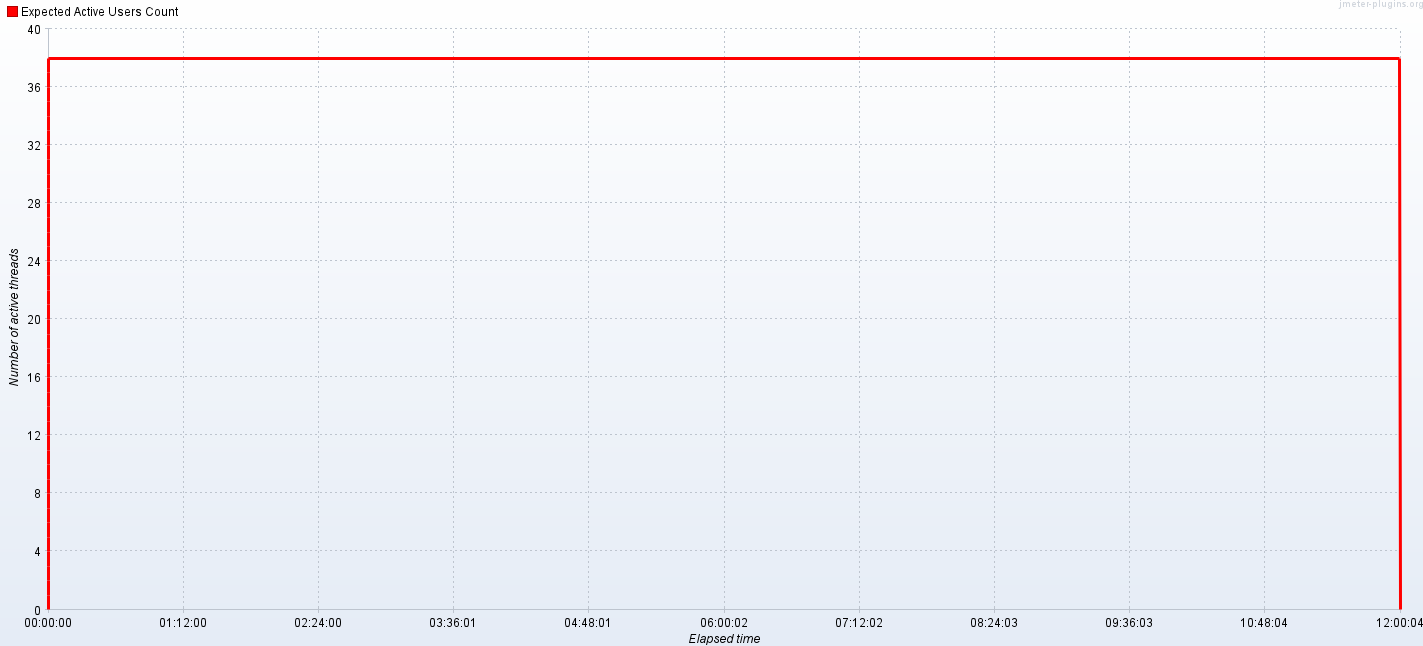 jmeter-plugins.org
Expected Active Users Count
40
36
32
28
24
20
16
12
8
4
0
Number of active threads
00:00:00 01:12:00 02:24:00 03:36:01 04:48:01 06:00:02 07:12:02 08:24:03 09:36:03 10:48:04 12:00:04
Elapsed time